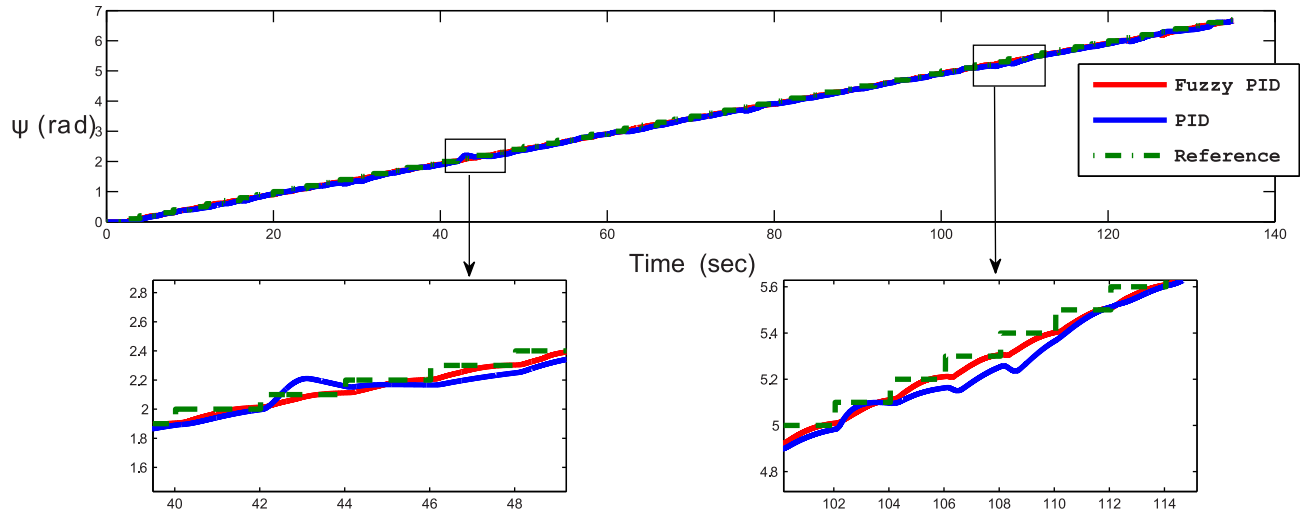 7
6
5
4
3
2
1
0
ψ (rad)
0 20 40 60 80 100 120 140
Time (sec)
Fuzzy PID
PID
Reference
2.8
2.6
2.4
2.2
2
1.8
1.6
40 42 44 46 48
5.6
5.4
5.2
5
4.8
102 104 106 108 110 112 114